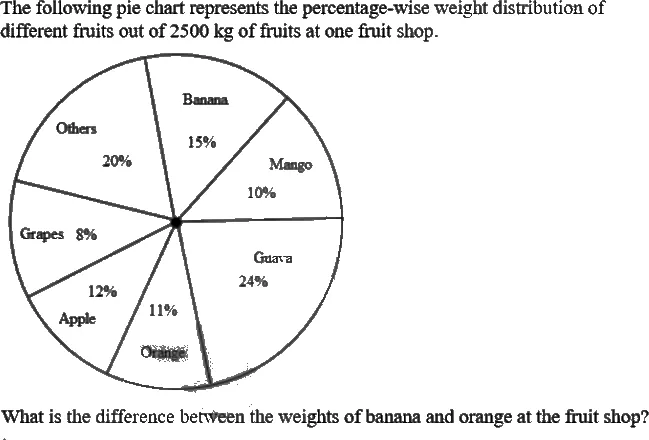 The following pie chart represents the percentage-wise weight distribution of
different fruits out of 2500 kg of fruits at one fruit shop.
Banana
15%
Others
20%
Mango
10%
Grapes 8%
Guava
24%
12%
Apple
11%
Orange
What is the difference between the weights of banana and orange at the fruit shop?